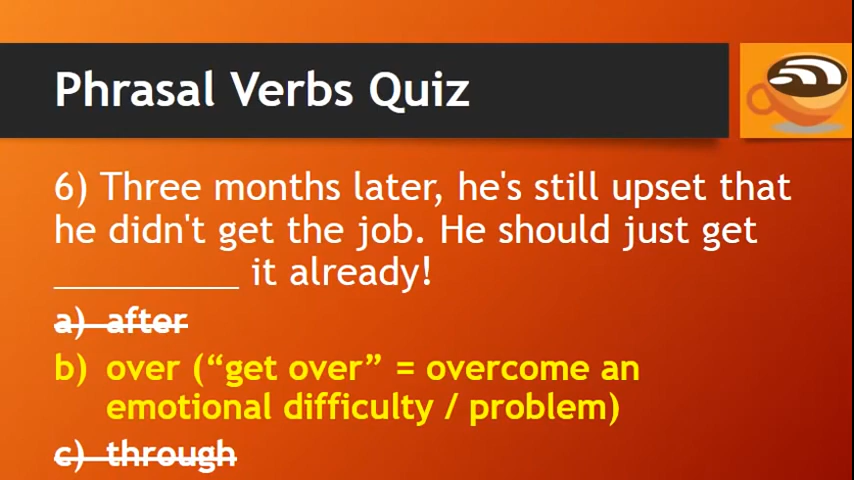 Phrasal Verbs Quiz
6) Three months later, he's still upset that
he didn't get the job. He should just get
__________ it already!
a) after
b) over (“get over” = overcome an
emotional difficulty / problem)
c) through